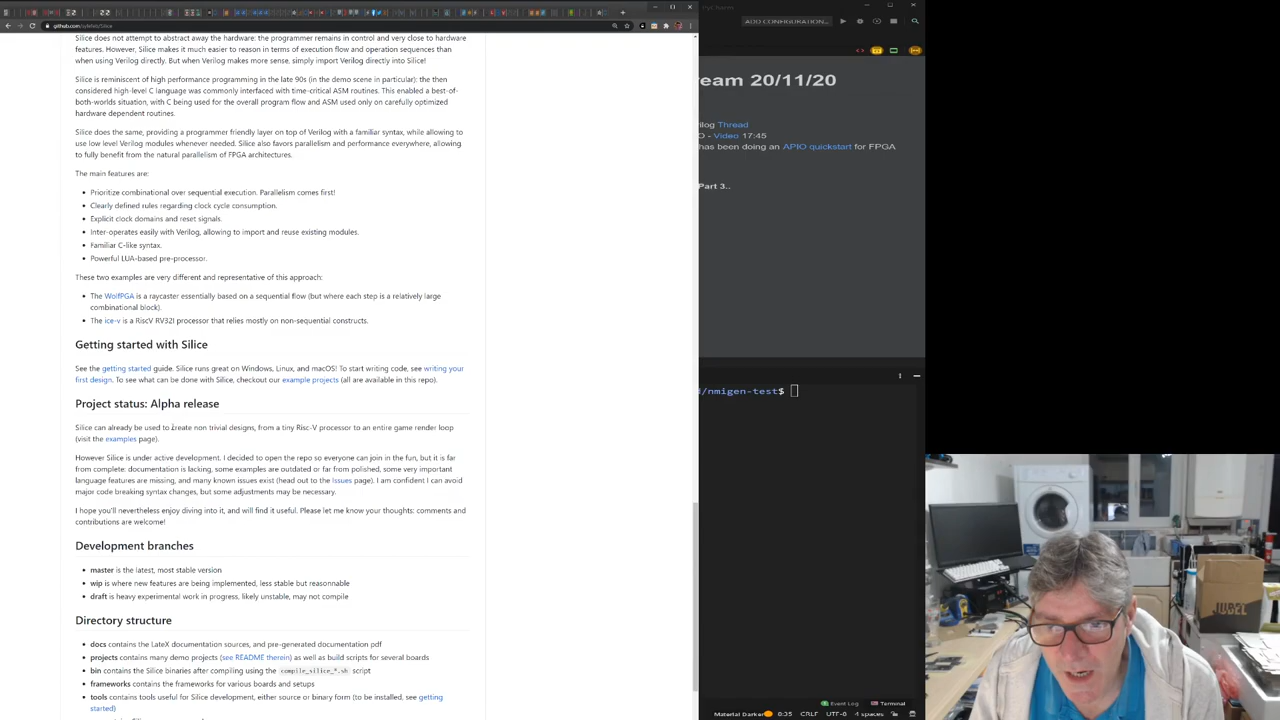 PyCharm
github.com/sylefeb/Silice
ADD CONFIGURATION...
Silice does not attempt to abstract away the hardware: the programmer remains in control and very close to hardware
features. However, Silice makes it much easier to reason in terms of execution flow and operation sequences than
when using Verilog directly. But when Verilog makes more sense, simply import Verilog directly into Silice!
Silice is reminiscent of high performance programming in the late 90s (in the demo scene in particular): the then
considered high-level C language was commonly interfaced with time-critical ASM routines. This enabled a best-of-
both-worlds situation, with C being used for the overall program flow and ASM used only on carefully optimized
hardware dependent routines.
Silice does the same, providing a programmer friendly layer on top of Verilog with a familiar syntax, while allowing to
use low level Verilog modules whenever needed. Silice also favors parallelism and performance everywhere, allowing
to fully benefit from the natural parallelism of FPGA architectures.
The main features are:
Prioritize combinational over sequential execution. Parallelism comes first!
Clearly defined rules regarding clock cycle consumption.
Explicit clock domains and reset signals.
Inter-operates easily with Verilog, allowing to import and reuse existing modules.
Familiar C-like syntax.
Powerful LUA-based pre-processor.
These two examples are very different and representative of this approach:
The WolfPGA is a raycaster essentially based on a sequential flow (but where each step is a relatively large
combinational block).
The ice-v is a RiscV RV32I processor that relies mostly on non-sequential constructs.
Getting started with Silice
See the getting started guide. Silice runs great on Windows, Linux, and macOS! To start writing code, see writing your
first design. To see what can be done with Silice, checkout our example projects (all are available in this repo).
Project status: Alpha release
Silice can already be used to create non trivial designs, from a tiny Risc-V processor to an entire game render loop
(visit the examples page).
However Silice is under active development. I decided to open the repo so everyone can join in the fun, but it is far
from complete: documentation is lacking, some examples are outdated or far from polished, some very important
language features are missing, and many known issues exist (head out to the Issues page). I am confident I can avoid
major code breaking syntax changes, but some adjustments may be necessary.
I hope you'll nevertheless enjoy diving into it, and will find it useful. Please let me know your thoughts: comments and
contributions are welcome!
Development branches
master is the latest, most stable version
wip is where new features are being implemented, less stable but reasonnable
draft is heavy experimental work in progress, likely unstable, may not compile
Directory structure
docs contains the LateX documentation sources, and pre-generated documentation pdf
projects contains many demo projects (see README therein) as well as build scripts for several boards
bin contains the Silice binaries after compiling using the compile_silice_*.sh script
frameworks contains the frameworks for various boards and setups
tools contains tools useful for Silice development, either source or binary form (to be installed, see getting
started)
eam 20/11/20
ilog Thread
O - Video 17:45
has been doing an APIO quickstart for FPGA
Part 3..
/nmigen-test$
Event Log Terminal
Material Darker 8:35 CRLF UTF-8 4 spaces